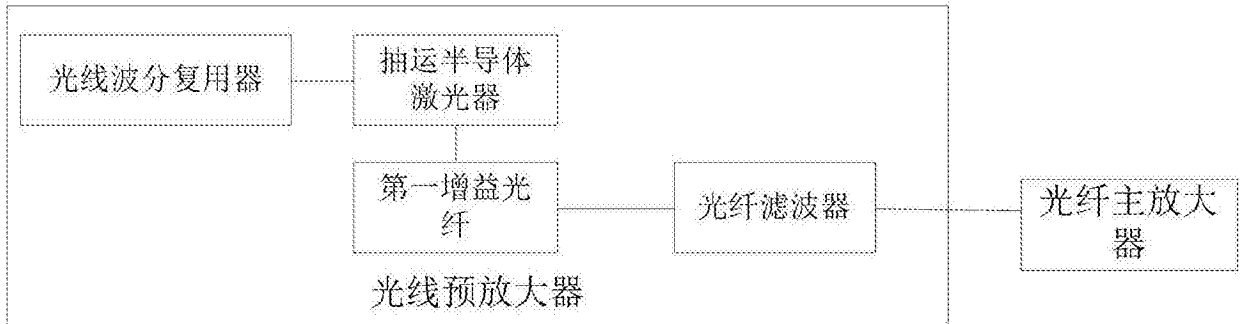 光线波分复用器
抽运半导体
激光器
第一增益光
纤
光纤滤波器
光纤主放大
器
光线预放大器